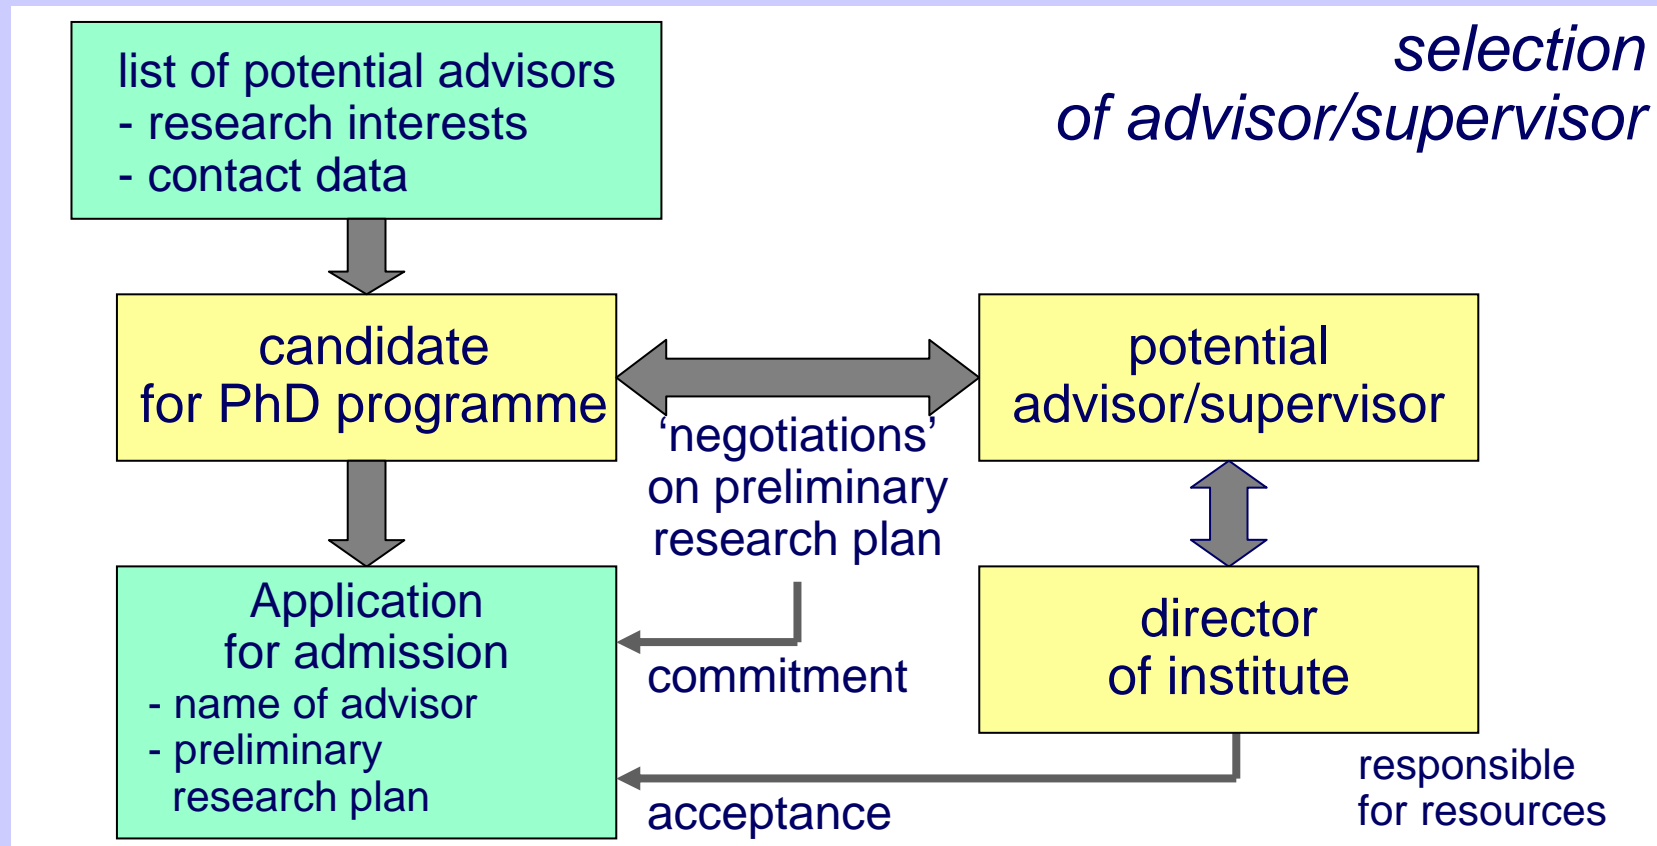 selection
of advisor/supervisor
list of potential advisors
- research interests
- contact data
candidate
for PhD programme
potential
advisor/supervisor
‘negotiations’
on preliminary
research plan
Application
for admission
- name of advisor
- preliminary
research plan
commitment
director
of institute
acceptance
responsible
for resources